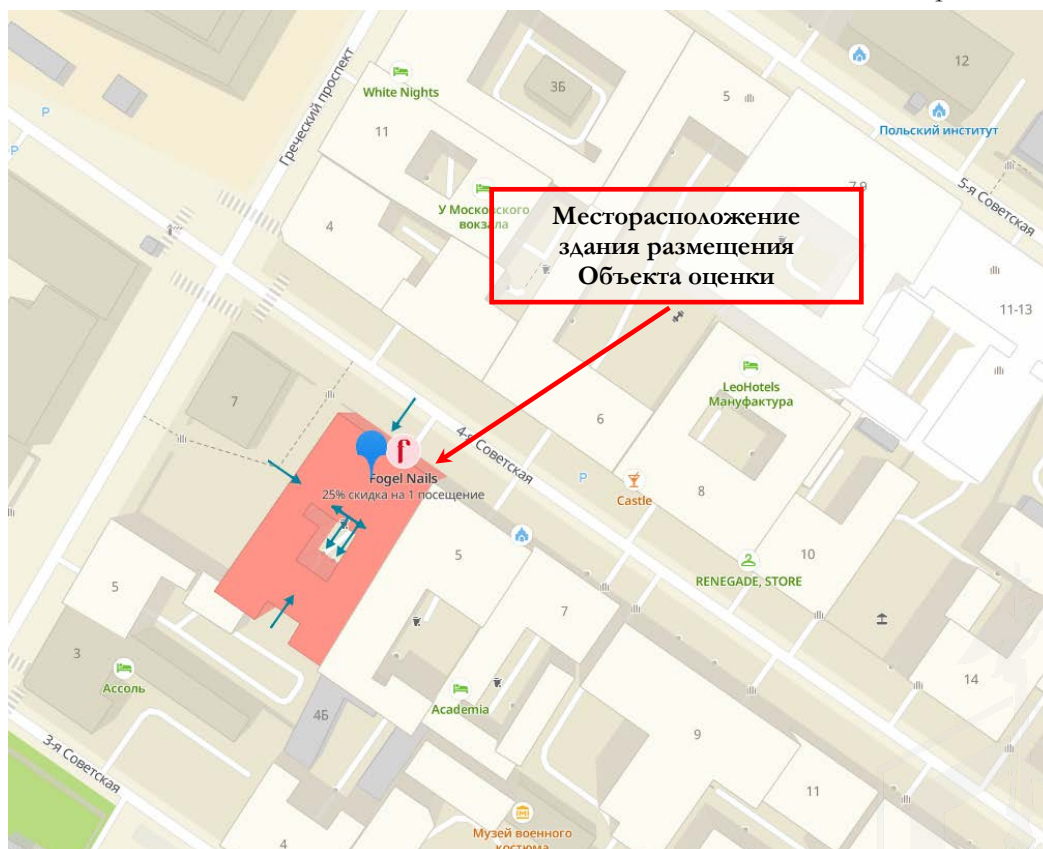 12
3Б
White Nights
5
Польский институт
Греческий проспект
11
P
P
7-9
5-я Советская
У Московского
вокзала
4
Месторасположение
здания размещения
Объекта оценки
11-13
LeoHotels
Мануфактура
7
6
4-я Советская
f
Fogel Nails
25% скидка на 1 посещение
P
Castle
8
5
10
RENEGADE, STORE
5
7
3
Ассоль
14
Academia
4Б
9
3-я Советская
11
Музей военного
костюма
4